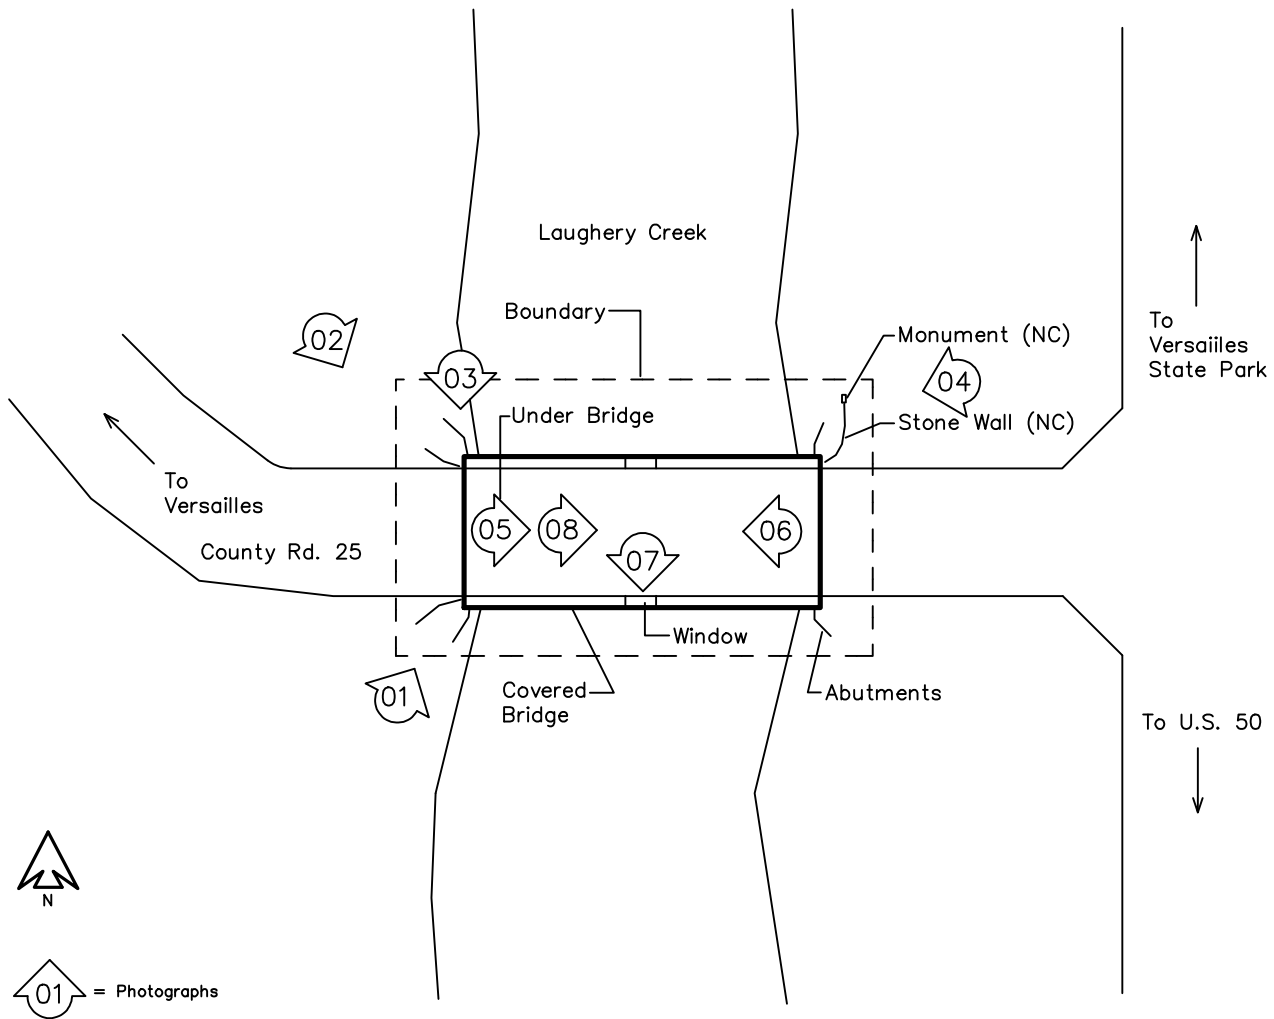 Laughery Creek
Boundary
02
Monument (NC)
To
Versaiiles
State Park
03
04
Under Bridge
Stone Wall (NC)
To
Versailles
County Rd. 25
05
08
06
07
Window
01
Covered
Bridge
Abutments
To U.S. 50
N
01 = Photographs